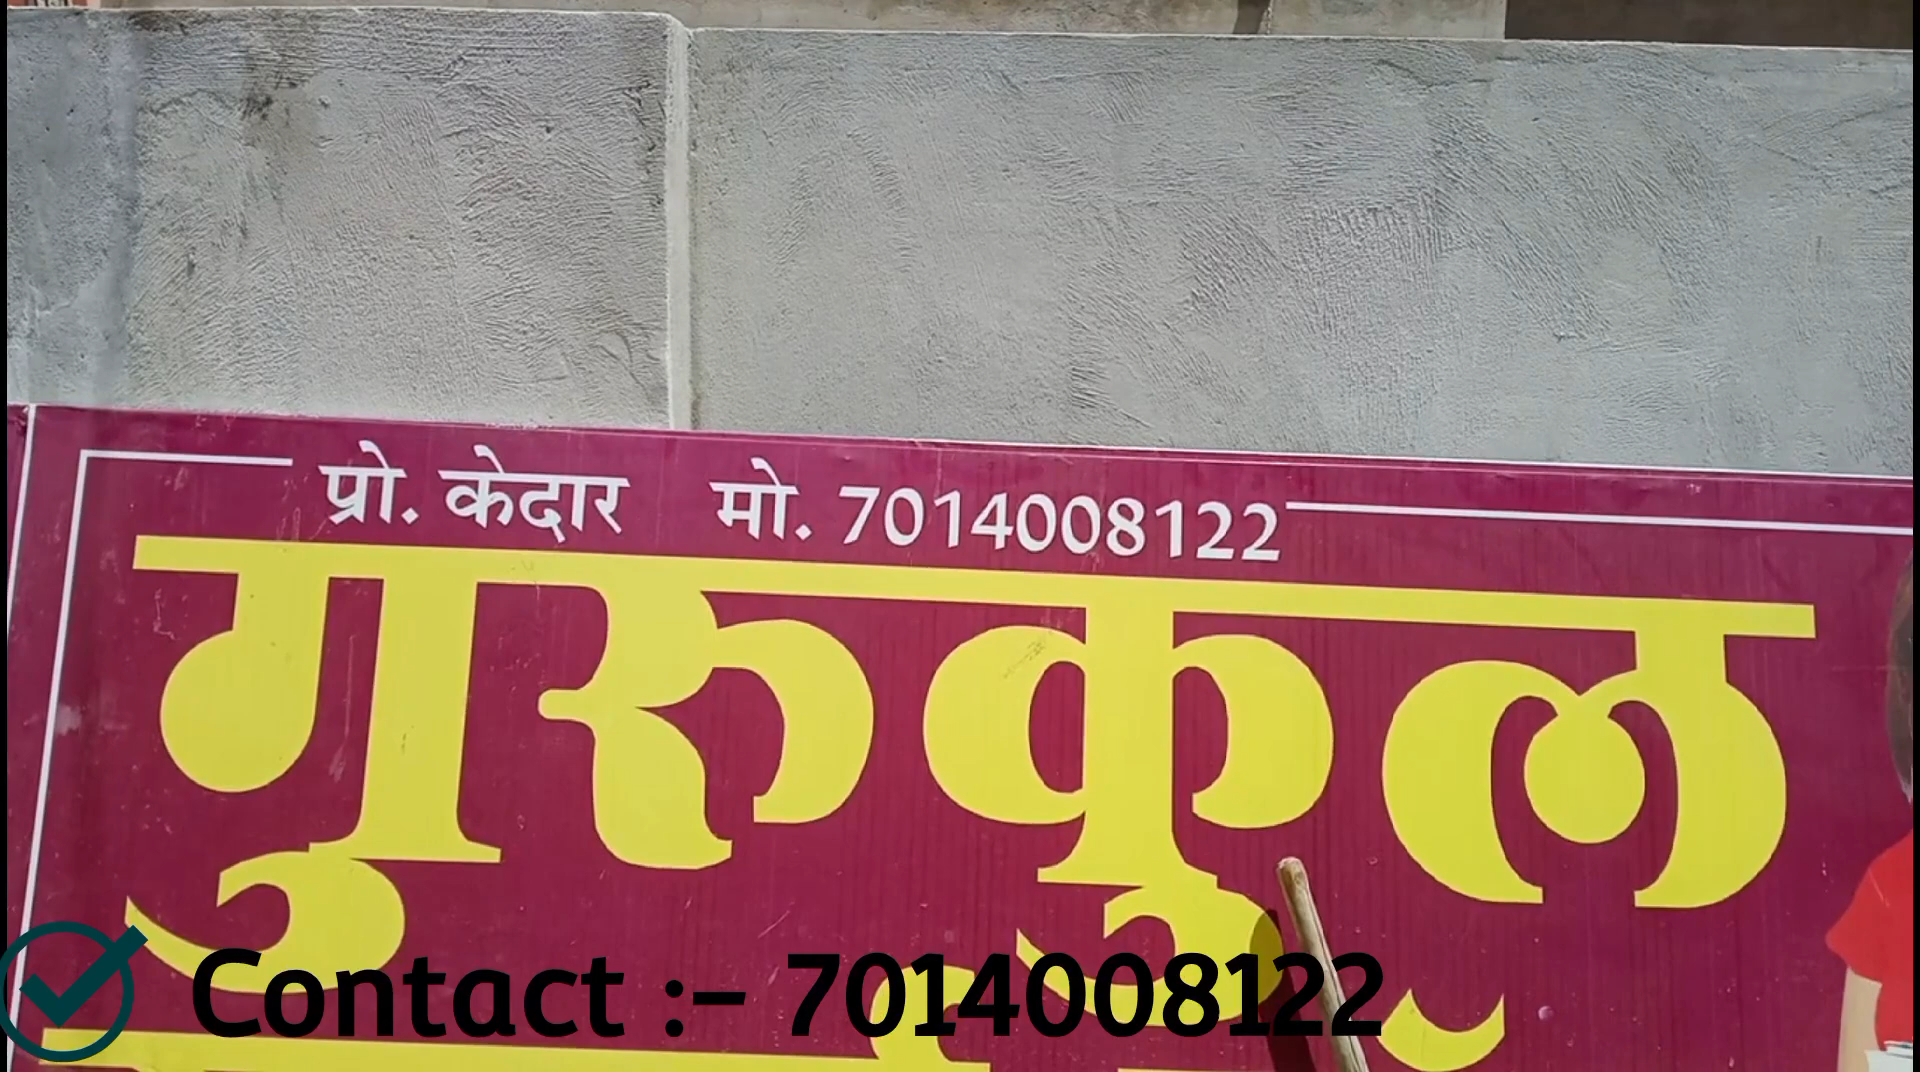 प्रो. केदार मो. 7014008122
गुरुकुल
Contact :- 7014008122